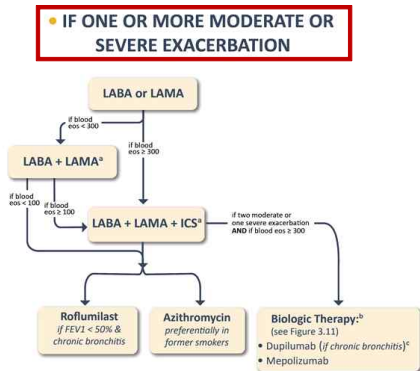 • IF ONE OR MORE MODERATE OR
SEVERE EXACERBATION
LABA or LAMA
if blood
eos < 300
if blood
eos ≥ 300
LABA + LAMAᵃ
if blood
eos < 100
if blood
eos ≥ 100
LABA + LAMA + ICSᵃ
if two moderate or
one severe exacerbation
AND if blood eos ≥ 300
Roflumilast
if FEV1 < 50% &
chronic bronchitis
Azithromycin
preferentially in
former smokers
Biologic Therapy:ᵇ
(see Figure 3.11)
• Dupilumab (if chronic bronchitis)ᶜ
• Mepolizumab